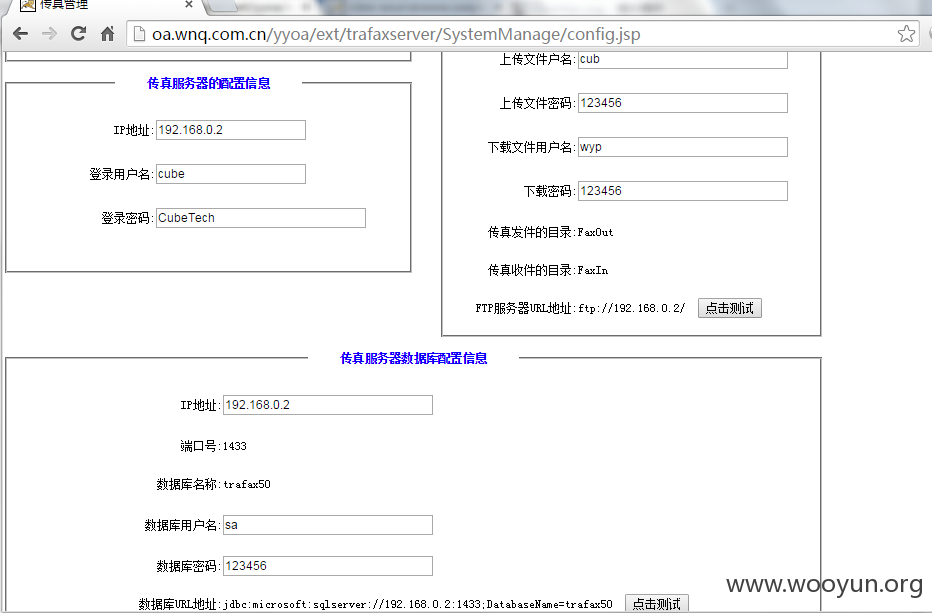 传真管理
oa.wnq.com.cn/yyoa/ext/trafaxserver/SystemManage/config.jsp
传真服务器的配置信息
IP地址:192.168.0.2
登录用户名:cube
登录密码:CubeTech
上传文件户名:cub
上传文件密码:123456
下载文件用户名:wyp
下载密码:123456
传真发件的目录:FaxOut
传真收件的目录:FaxIn
FTP服务器URL地址:ftp://192.168.0.2/ 点击测试
传真服务器数据库配置信息
IP地址:192.168.0.2
端口号:1433
数据库名称:trafax50
数据库用户名:sa
数据库密码:123456
数据库URL地址:jdbc:microsoft:sqlserver://192.168.0.2:1433;DatabaseName=trafax50 点击测试
www.wooyun.org